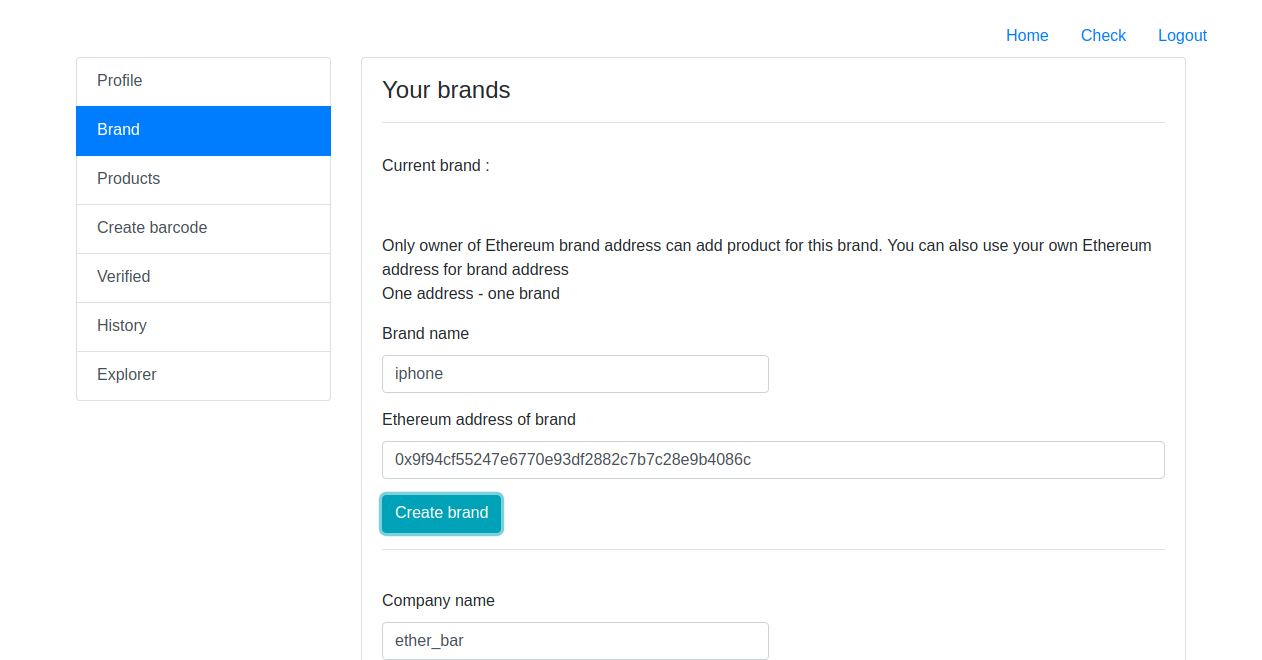 Home Check Logout
Profile
Brand
Products
Create barcode
Verified
History
Explorer
Your brands
Current brand :
Only owner of Ethereum brand address can add product for this brand. You can also use your own Ethereum
address for brand address
One address - one brand
Brand name
iphone
Ethereum address of brand
0x9f94cf55247e6770e93df2882c7b7c28e9b4086c
Create brand
Company name
ether_bar